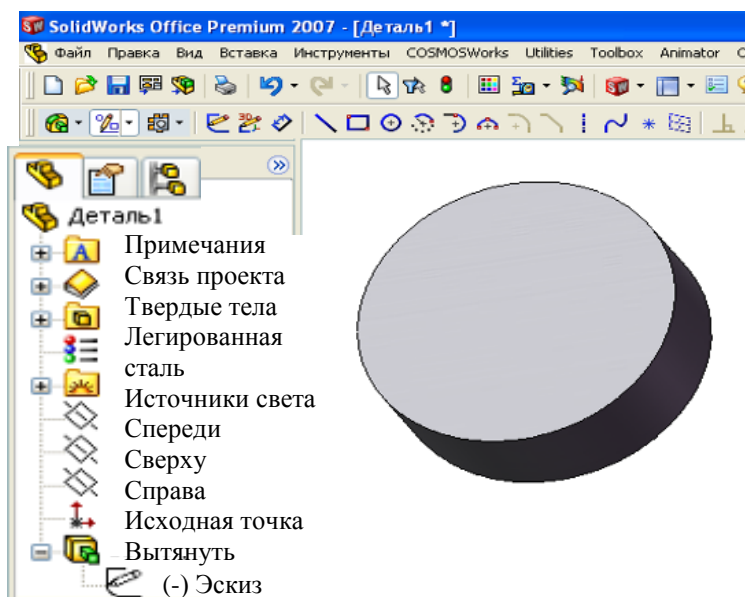 SolidWorks Office Premium 2007 - [Деталь1 *]
Файл Правка Вид Вставка Инструменты COSMOSWorks Utilities Toolbox Animator
Деталь1
Примечания
Связь проекта
Твердые тела
Легированная
сталь
Источники света
Спереди
Сверху
Справа
Исходная точка
Вытянуть
(-) Эскиз